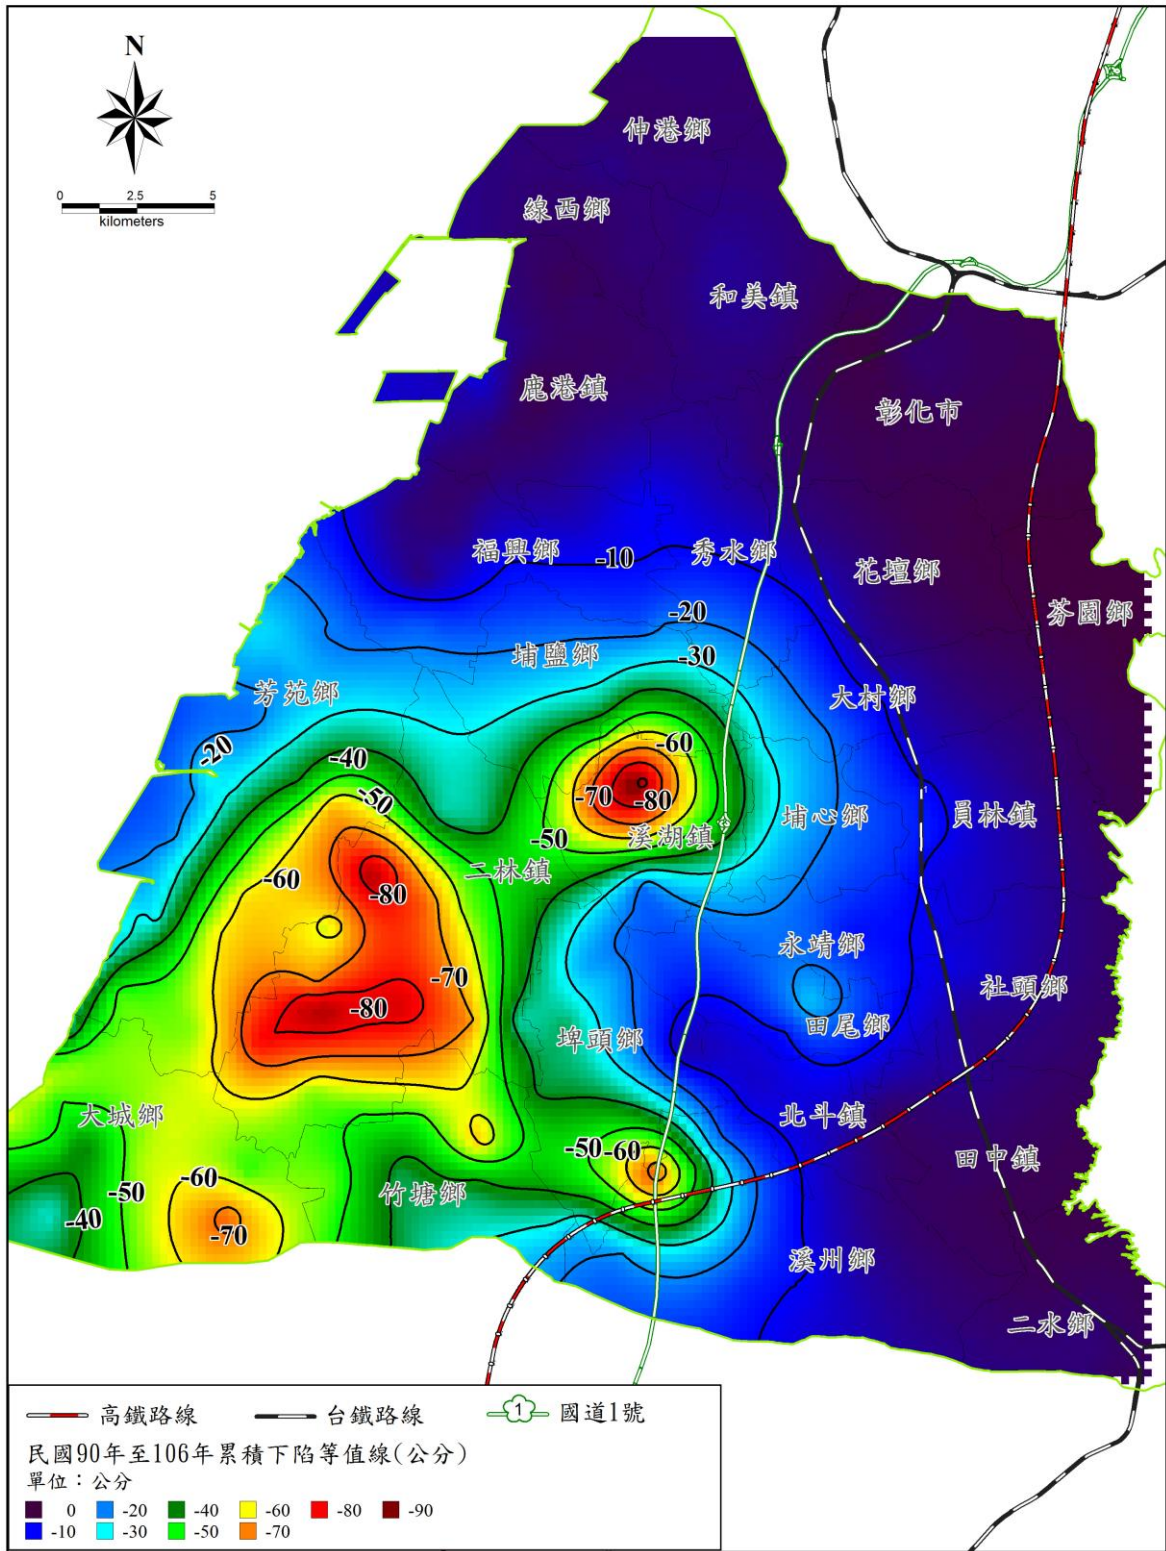 N
0 2.5 5
kilometers
伸港鄉
線西鄉
和美鎮
鹿港鎮
彰化市
福興鄉
-10
秀水鄉
花壇鄉
芬園鄉
-20
埔鹽鄉
-30
芳苑鄉
大村鄉
-20
-40
-60
-50
-70
-80
埔心鄉
員林鎮
-50
溪湖鎮
二林鎮
-60
-80
永靖鄉
-70
社頭鄉
-80
田尾鄉
埤頭鄉
大城鄉
北斗鎮
-50
-60
田中鎮
-60
-50
竹塘鄉
-40
-70
溪州鄉
二水鄉
高鐵路線
台鐵路線
1
國道1號
民國90年至106年累積下陷等值線(公分)
單位：公分
0 -20 -40 -60 -80 -90
-10 -30 -50 -70